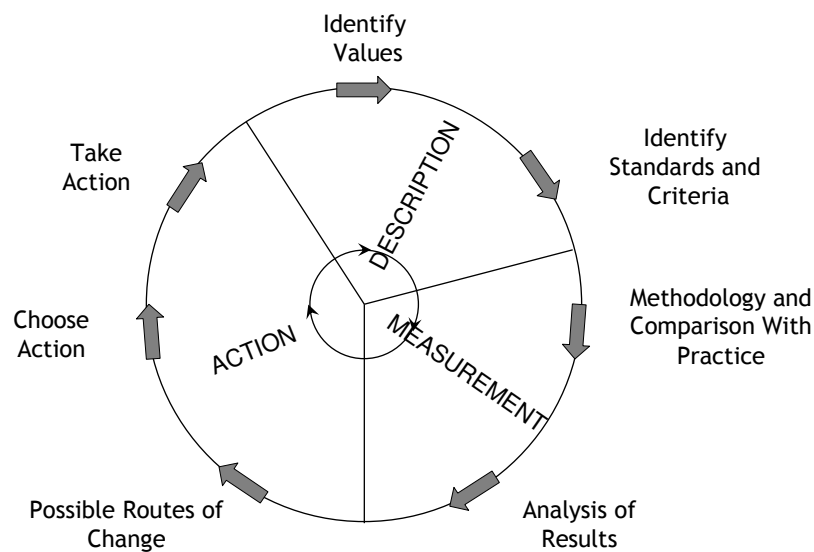 Identify
Values
Identify
Standards and
Criteria
Methodology and
Comparison With
Practice
Analysis of
Results
Possible Routes of
Change
Choose
Action
Take
Action
DESCRIPTION
MEASUREMENT
ACTION